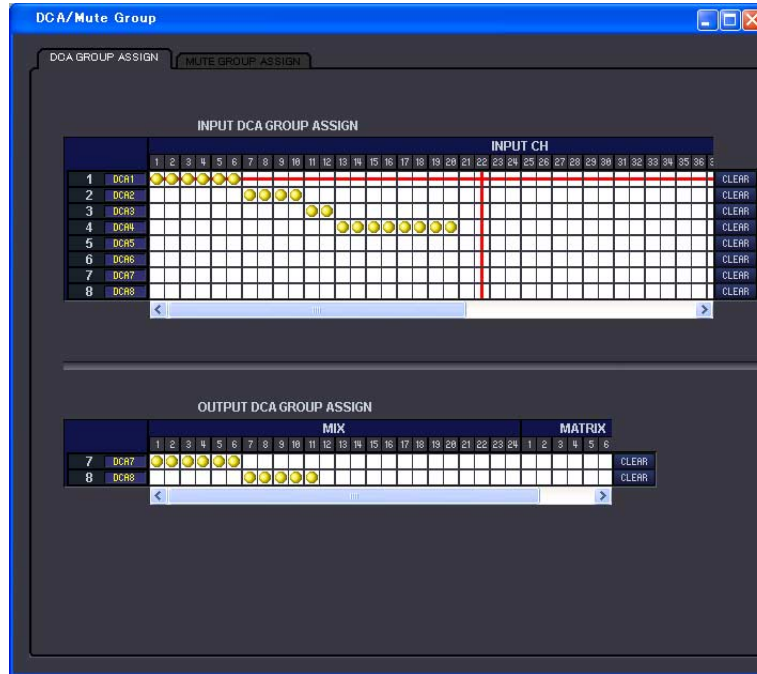 DCA/Mute Group
DCA GROUP ASSIGN
MUTE GROUP ASSIGN
INPUT DCA GROUP ASSIGN
INPUT CH
1 2 3 4 5 6 7 8 9 10 11 12 13 14 15 16 17 18 19 20 21 22 23 24 25 26 27 28 29 30 31 32 33 34 35 36
1 DCA1 CLEAR
2 DCA2 CLEAR
3 DCA3 CLEAR
4 DCA4 CLEAR
5 DCA5 CLEAR
6 DCA6 CLEAR
7 DCA7 CLEAR
8 DCA8 CLEAR
OUTPUT DCA GROUP ASSIGN
MIX MATRIX
1 2 3 4 5 6 7 8 9 10 11 12 13 14 15 16 17 18 19 20 21 22 23 24 1 2 3 4 5 6
7 DCA7 CLEAR
8 DCA8 CLEAR